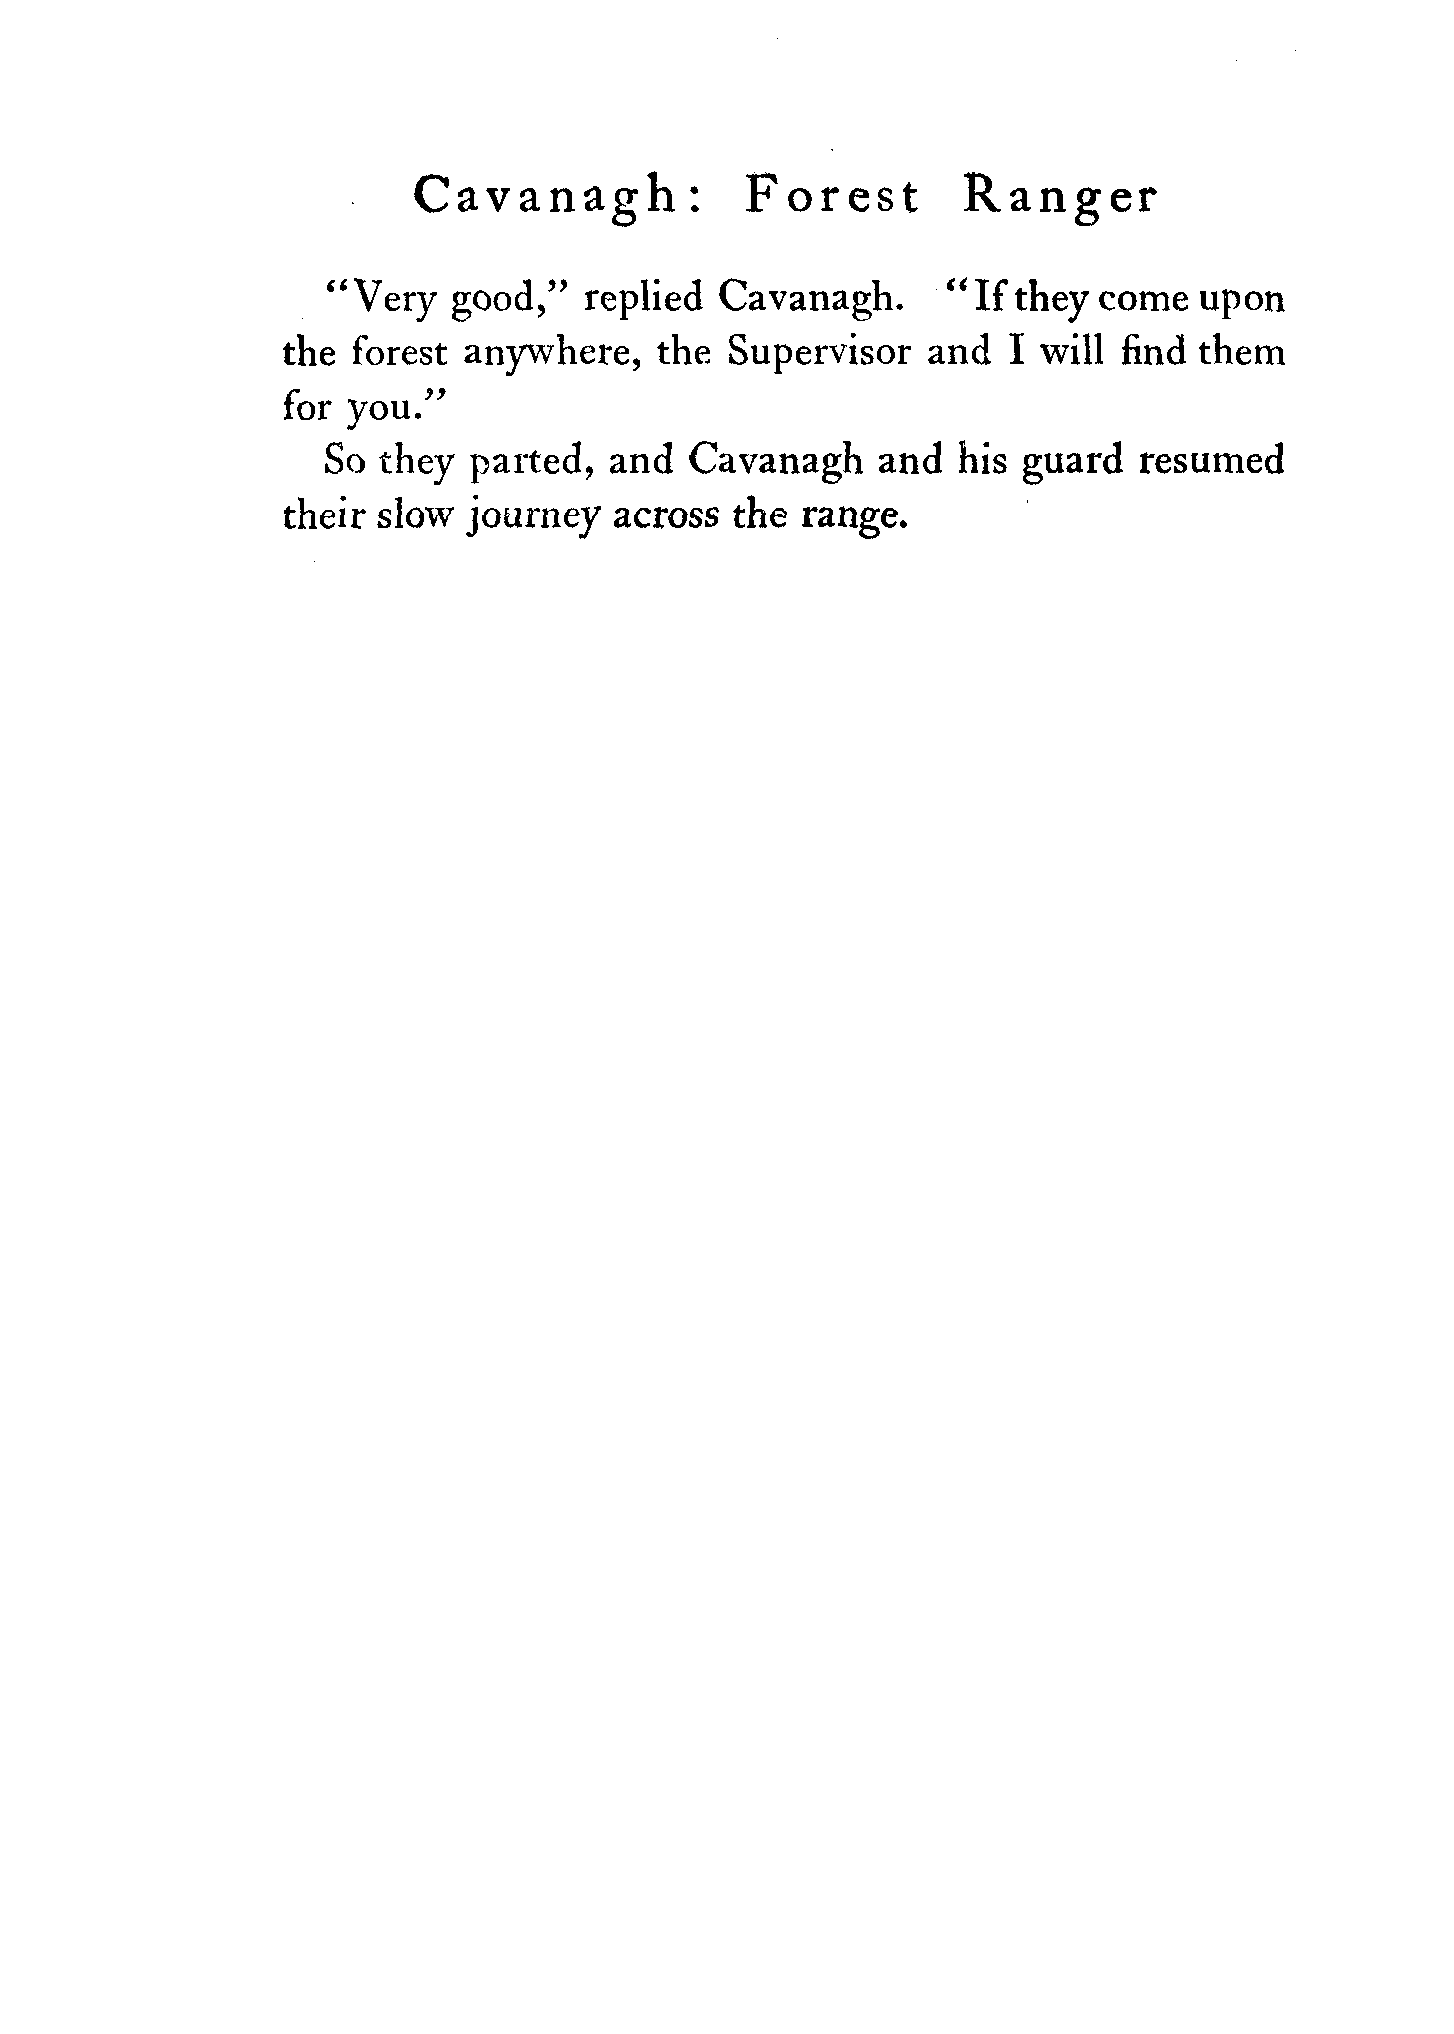 Cavanagh: Forest Ranger
“Very good,” replied Cavanagh. “If they come upon
the forest anywhere, the Supervisor and I will find them
for you.”
So they parted, and Cavanagh and his guard resumed
their slow journey across the range.